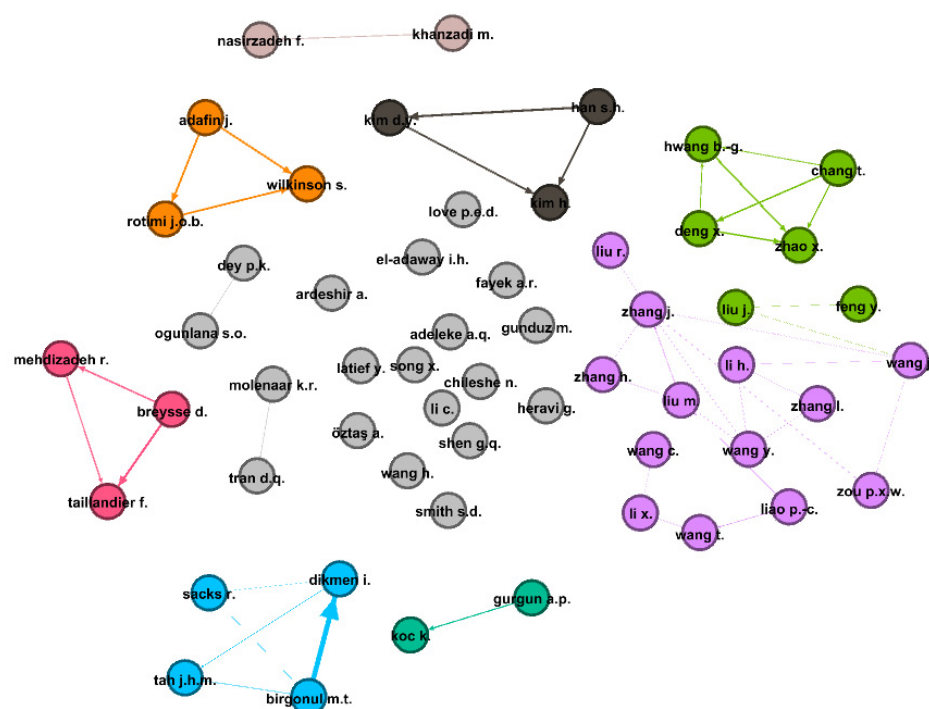 nasirzadeh f.
khanzadi m.
adafin j.
wilkinson s.
rotimi j.o.b.
kim d.y.
han s.h.
kim h.
hwang b.-g.
chang t.
deng x.
zhao x.
love p.e.d.
el-adaway i.h.
fayek a.r.
dey p.k.
ardeshir a.
ogunlana s.o.
adeleke a.q.
gunduz m.
liu r.
zhang j.
liu j.
feng y.
wang j.
mehdizadeh r.
breysse d.
taillandier f.
molenaar k.r.
tran d.q.
latief y.
song x.
chileshe n.
li c.
heravi g.
öztaş a.
shen g.q.
wang h.
smith s.d.
zhang h.
liu m.
li h.
zhang l.
wang c.
wang y.
zou p.x.w.
li x.
wang t.
liao p.-c.
sacks r.
dikmen i.
tah j.h.m.
birgonul m.t.
gurgun a.p.
koc k.